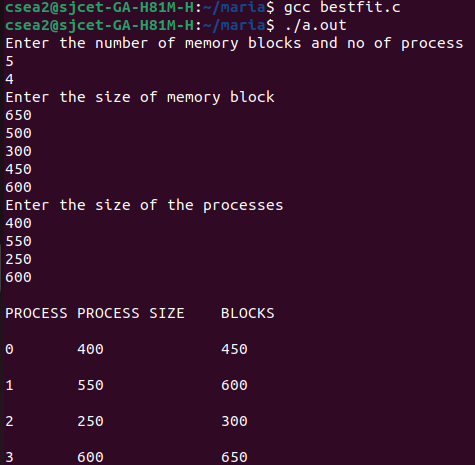 csea2@sjcet-GA-H81M-H:~/maria$ gcc bestfit.c
csea2@sjcet-GA-H81M-H:~/maria$ ./a.out
Enter the number of memory blocks and no of process
5
4
Enter the size of memory block
650
500
300
450
600
Enter the size of the processes
400
550
250
600
PROCESS PROCESS SIZE    BLOCKS
0       400             450
1       550             600
2       250             300
3       600             650